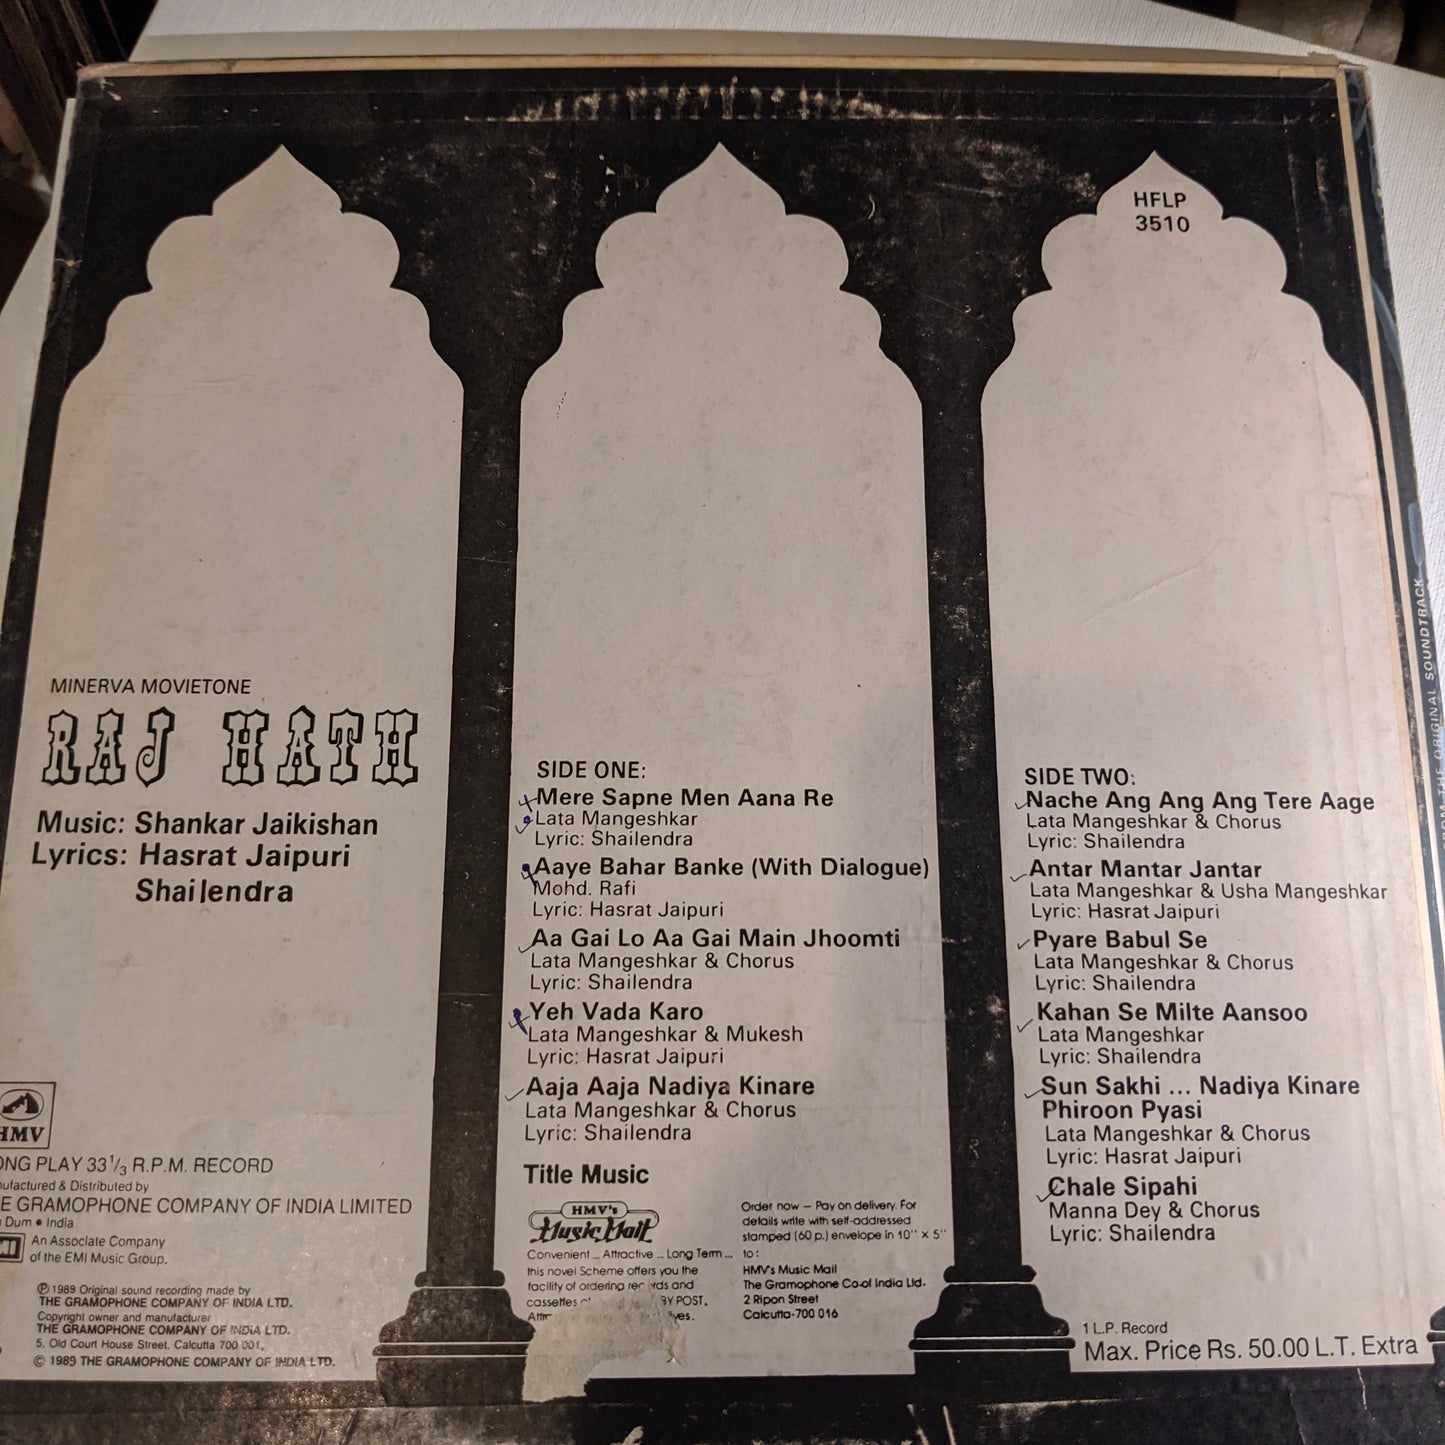 HFLP
3510
MINERVA MOVIETONE
RAJ HATH
Music: Shankar Jaikishan
Lyrics: Hasrat Jaipuri
Shailendra
HMV
PLAY 33 1/3 R.P.M. RECORD
& Distributed by
GRAMOPHONE COMPANY OF INDIA LIMITED
Dum • India
An Associate Company
of the EMI Music Group.
Ⓟ 1989 Original sound recording made by
THE GRAMOPHONE COMPANY OF INDIA LTD.
Copyright owner and manufacturer
THE GRAMOPHONE COMPANY OF INDIA LTD.
5, Old Court House Street, Calcutta 700 001.
© 1989 THE GRAMOPHONE COMPANY OF INDIA LTD.
SIDE ONE:
Mere Sapne Men Aana Re
Lata Mangeshkar
Lyric: Shailendra
Aaye Bahar Banke (With Dialogue)
Mohd. Rafi
Lyric: Hasrat Jaipuri
Aa Gai Lo Aa Gai Main Jhoomti
Lata Mangeshkar & Chorus
Lyric: Shailendra
Yeh Vada Karo
Lata Mangeshkar & Mukesh
Lyric: Hasrat Jaipuri
Aaja Aaja Nadiya Kinare
Lata Mangeshkar & Chorus
Lyric: Shailendra
Title Music
HMV's
Music Mail
Convenient ... Attractive ... Long Term ...
this novel Scheme offers you the
facility of ordering records and
cassettes BY POST.
Order now – Pay on delivery. For
details write with self-addressed
stamped (60 p.) envelope in 10" × 5"
to:
HMV's Music Mail
The Gramophone Co of India Ltd.
2 Ripon Street
Calcutta-700 016
SIDE TWO:
Nache Ang Ang Ang Tere Aage
Lata Mangeshkar & Chorus
Lyric: Shailendra
Antar Mantar Jantar
Lata Mangeshkar & Usha Mangeshkar
Lyric: Hasrat Jaipuri
Pyare Babul Se
Lata Mangeshkar & Chorus
Lyric: Shailendra
Kahan Se Milte Aansoo
Lata Mangeshkar
Lyric: Shailendra
Sun Sakhi ... Nadiya Kinare
Phiroon Pyasi
Lata Mangeshkar & Chorus
Lyric: Hasrat Jaipuri
Chale Sipahi
Manna Dey & Chorus
Lyric: Shailendra
1 L.P. Record
Max. Price Rs. 50.00 L.T. Extra
FROM THE ORIGINAL SOUNDTRACK